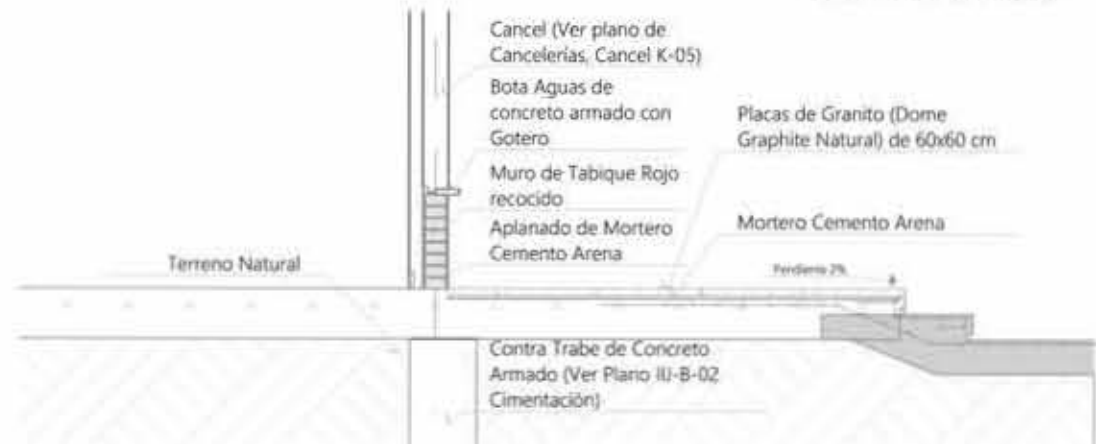 Cancel (Ver plano de
Cancelerías, Cancel K-05)
Bota Aguas de
concreto armado con
Gotero
Placas de Granito (Dome
Graphite Natural) de 60x60 cm
Muro de Tabique Rojo
recocido
Aplanado de Mortero
Cemento Arena
Mortero Cemento Arena
Terreno Natural
Pendiente 2%
Contra Trabe de Concreto
Armado (Ver Plano IU-B-02
Cimentación)